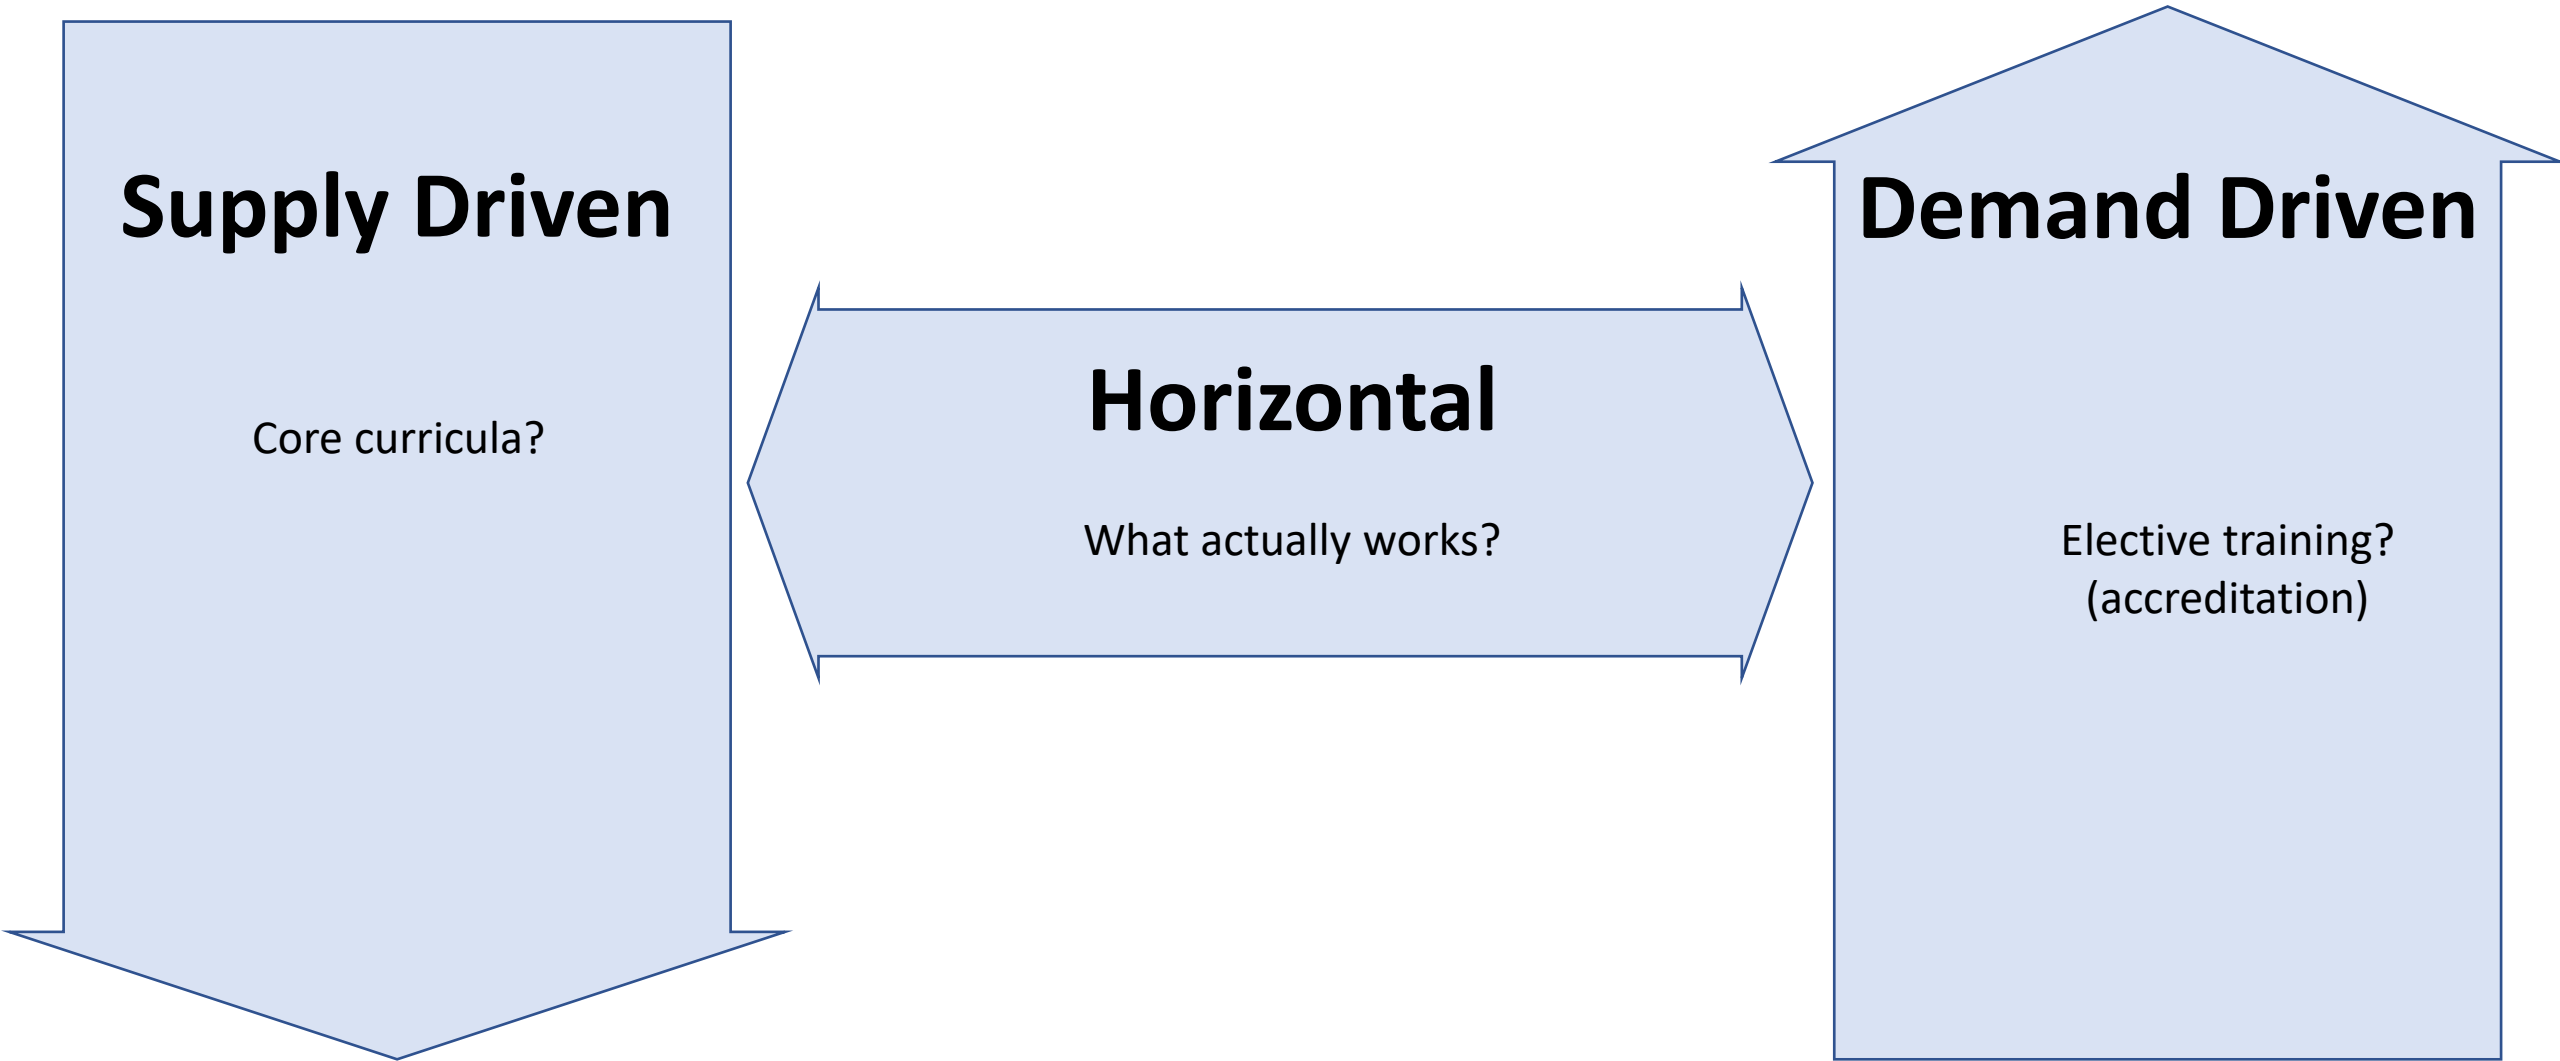 Supply Driven
Core curricula?
Horizontal
What actually works?
Demand Driven
Elective training?
(accreditation)